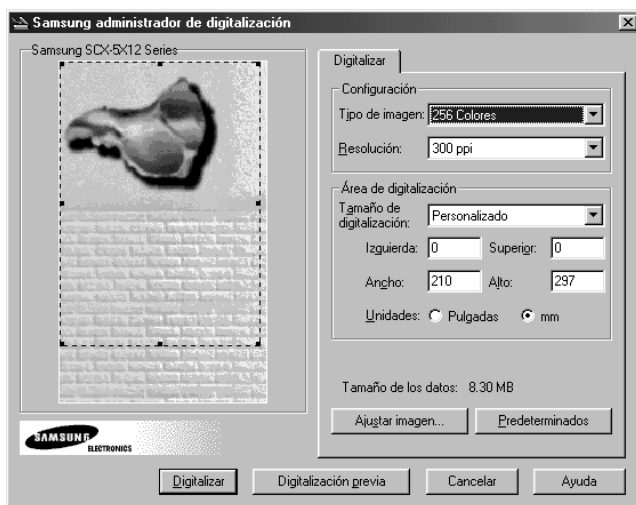 Samsung administrador de digitalización
Samsung SCX-5X12 Series
Digitalizar
Configuración
Tipo de imagen: 256 Colores
Resolución: 300 ppi
Área de digitalización
Tamaño de digitalización: Personalizado
Izguierda: 0 Superior: 0
Ancho: 210 Alto: 297
Unidades: Pulgadas mm
Tamaño de los datos: 8.30 MB
Ajustar imagen... Predeterminados
SAMSUNG
ELECTRONICS
Digitalizar Digitalización previa Cancelar Ayuda